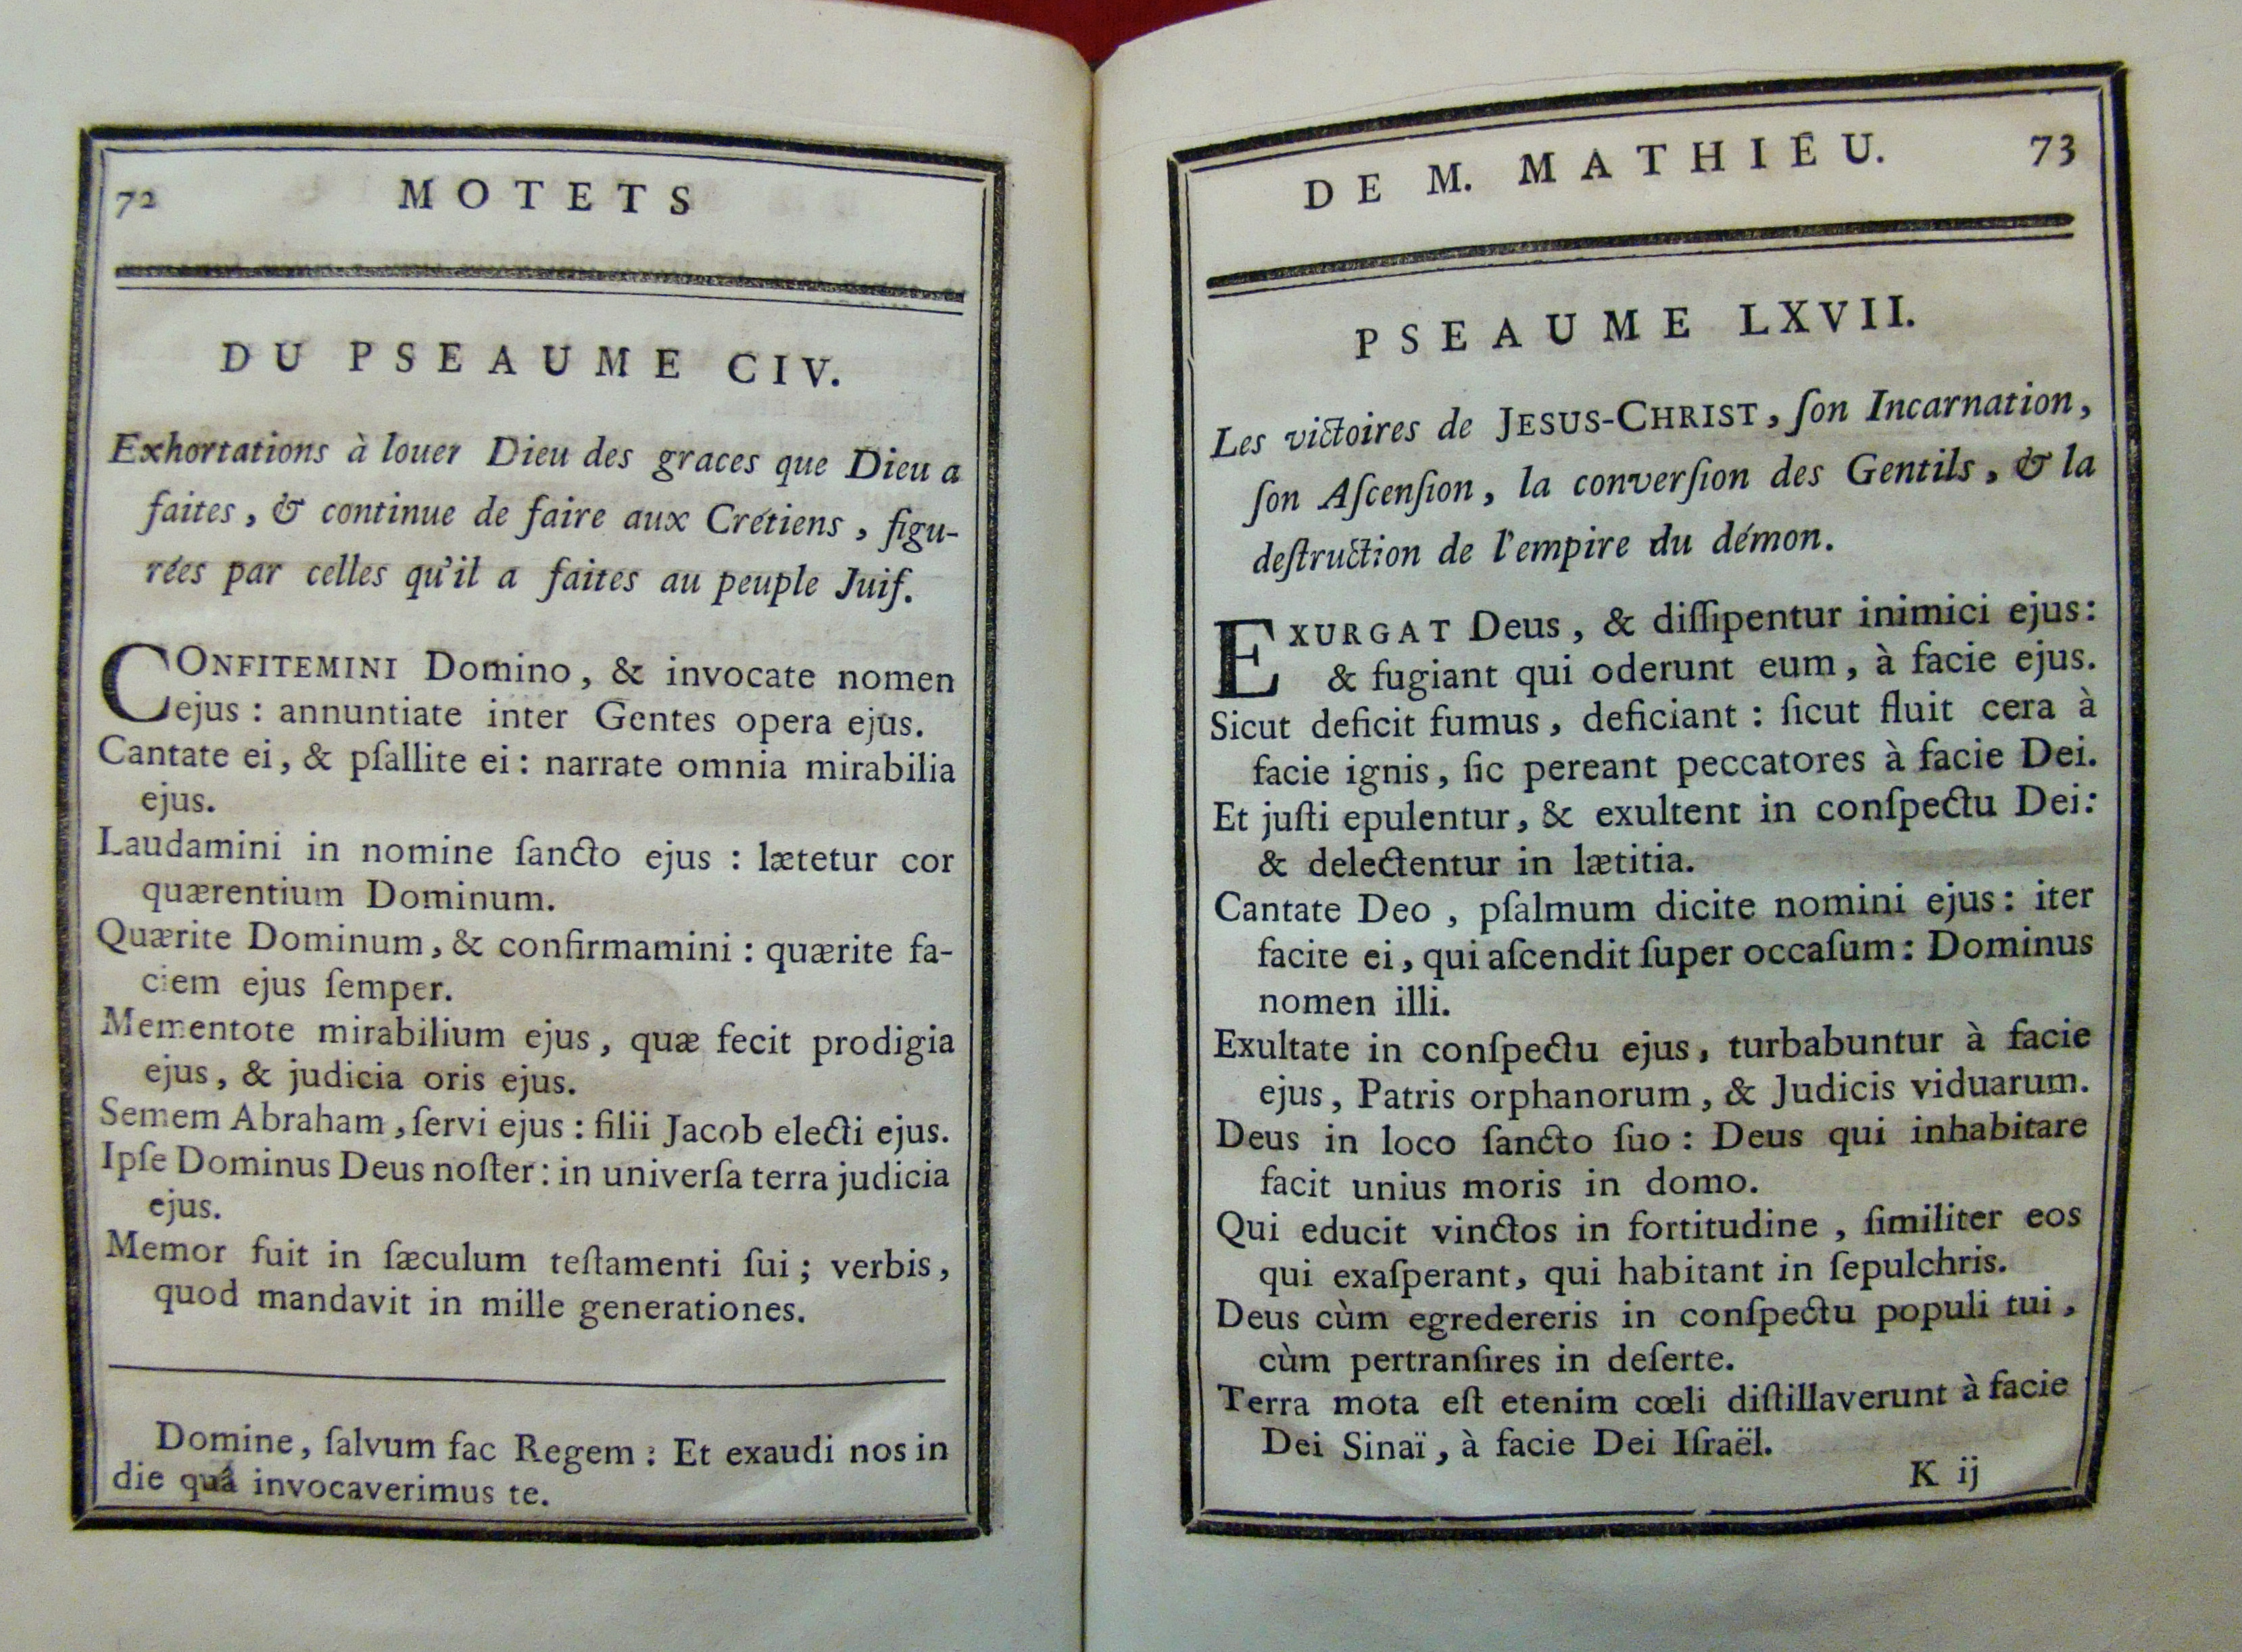 72 MOTETS
DU PSEAUME CIV.
Exhortations à louer Dieu des graces que Dieu a
faites, & continue de faire aux Crétiens, figu-
rées par celles qu'il a faites au peuple Juif.
CONFITEMINI Domino, & invocate nomen
ejus : annuntiate inter Gentes opera ejus.
Cantate ei, & pſallite ei : narrate omnia mirabilia
ejus.
Laudamini in nomine ſancto ejus : lætetur cor
quærentium Dominum.
Quærite Dominum, & confirmamini : quærite fa-
ciem ejus ſemper.
Mementote mirabilium ejus, quæ fecit prodigia
ejus, & judicia oris ejus.
Semem Abraham, ſervi ejus : filii Jacob electi ejus.
Ipſe Dominus Deus noſter : in univerſa terra judicia
ejus.
Memor fuit in ſæculum teſtamenti ſui ; verbis,
quod mandavit in mille generationes.
Domine, ſalvum fac Regem : Et exaudi nos in
die quâ invocaverimus te.
DE M. MATHIEU. 73
PSEAUME LXVII.
Les victoires de JESUS-CHRIST, ſon Incarnation,
ſon Aſcenſion, la converſion des Gentils, & la
deſtruction de l'empire du démon.
EXURGAT Deus, & diſſipentur inimici ejus :
& fugiant qui oderunt eum, à facie ejus.
Sicut deficit fumus, deficiant : ſicut fluit cera à
facie ignis, ſic pereant peccatores à facie Dei.
Et juſti epulentur, & exultent in conſpectu Dei :
& delectentur in lætitia.
Cantate Deo, pſalmum dicite nomini ejus : iter
facite ei, qui aſcendit ſuper occaſum : Dominus
nomen illi.
Exultate in conſpectu ejus, turbabuntur à facie
ejus, Patris orphanorum, & Judicis viduarum.
Deus in loco ſancto ſuo : Deus qui inhabitare
facit unius moris in domo.
Qui educit vinctos in fortitudine, ſimiliter eos
qui exaſperant, qui habitant in ſepulchris.
Deus cùm egredereris in conſpectu populi tui,
cùm pertranſires in deſerte.
Terra mota eſt etenim cœli diſtillaverunt à facie
Dei Sinaï, à facie Dei Iſraël.
K ij